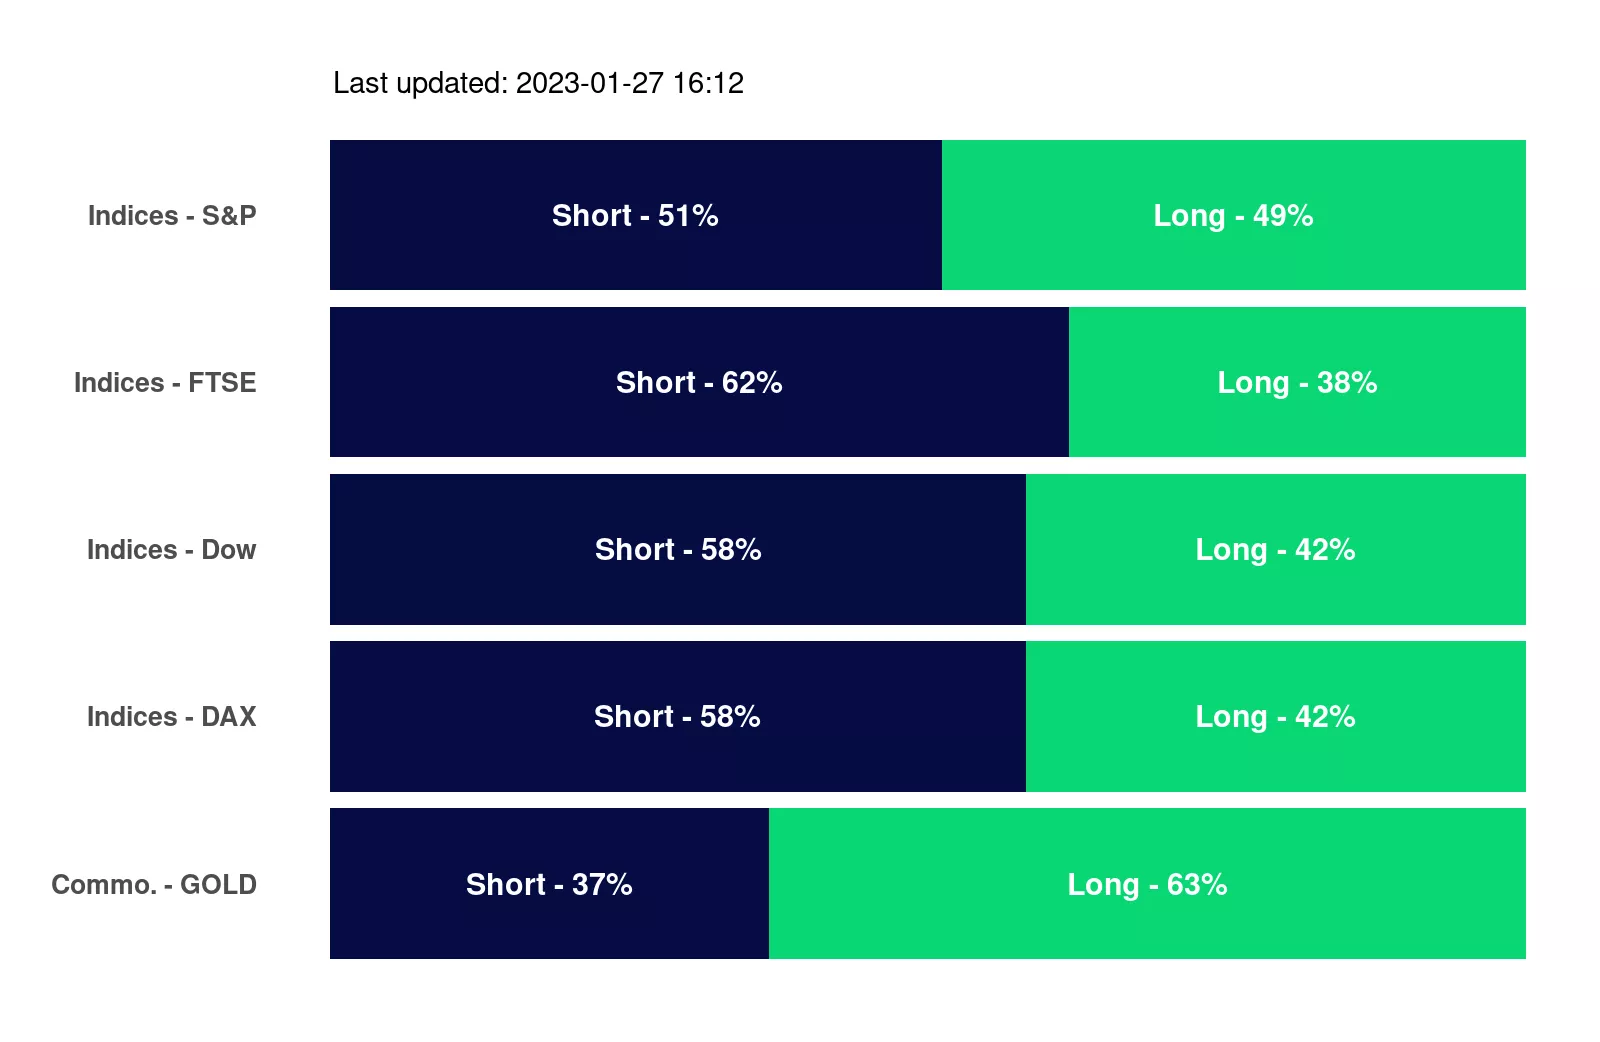 Last updated: 2023-01-27 16:12
Indices - S&P Short - 51% Long - 49%
Indices - FTSE Short - 62% Long - 38%
Indices - Dow Short - 58% Long - 42%
Indices - DAX Short - 58% Long - 42%
Commo. - GOLD Short - 37% Long - 63%